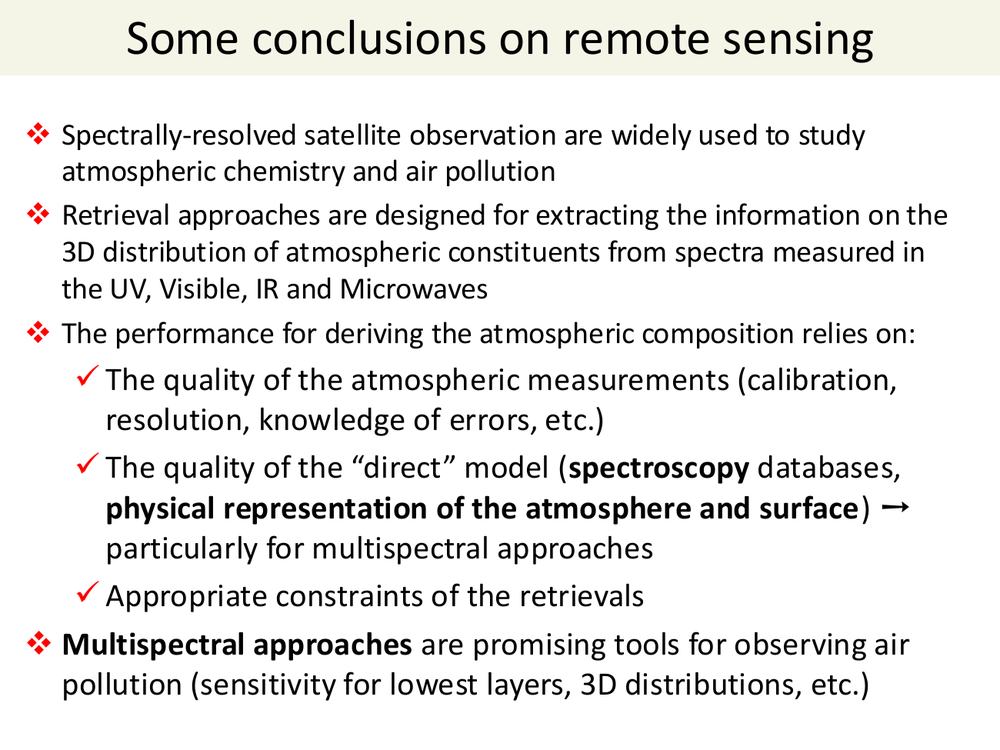 Some conclusions on remote sensing
❖ Spectrally-resolved satellite observation are widely used to study
atmospheric chemistry and air pollution
❖ Retrieval approaches are designed for extracting the information on the
3D distribution of atmospheric constituents from spectra measured in
the UV, Visible, IR and Microwaves
❖ The performance for deriving the atmospheric composition relies on:
✓ The quality of the atmospheric measurements (calibration,
resolution, knowledge of errors, etc.)
✓ The quality of the “direct” model (spectroscopy databases,
physical representation of the atmosphere and surface) →
particularly for multispectral approaches
✓ Appropriate constraints of the retrievals
❖ Multispectral approaches are promising tools for observing air
pollution (sensitivity for lowest layers, 3D distributions, etc.)